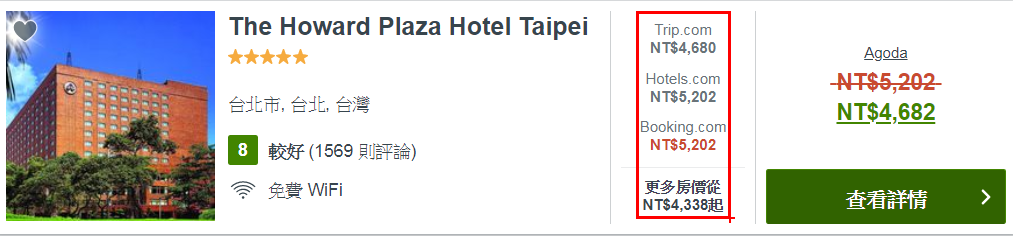 The Howard Plaza Hotel Taipei
台北市, 台北, 台灣
8 較好 (1569 則評論)
免費 WiFi
Trip.com
NT$4,680
Hotels.com
NT$5,202
Booking.com
NT$5,202
更多房價從
NT$4,338起
Agoda
NT$5,202
NT$4,682
查看詳情